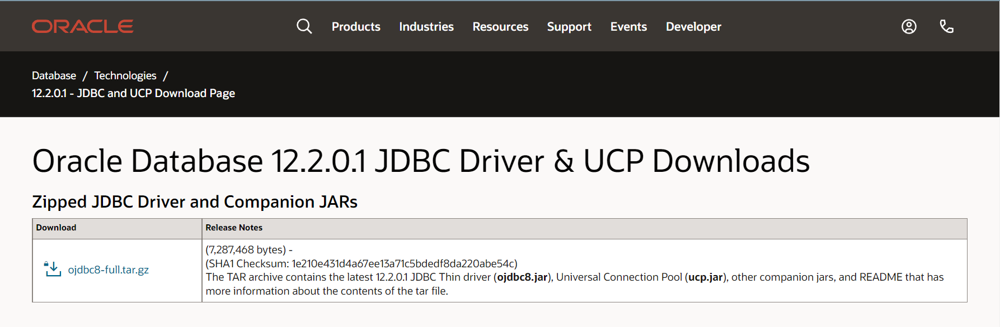 ORACLE
Products Industries Resources Support Events Developer
Database / Technologies /
12.2.0.1 - JDBC and UCP Download Page
Oracle Database 12.2.0.1 JDBC Driver & UCP Downloads
Zipped JDBC Driver and Companion JARs
Download Release Notes
(7,287,468 bytes) -
(SHA1 Checksum: 1e210e431d4a67ee13a71c5bdedf8da220abe54c)
ojdbc8-full.tar.gz
The TAR archive contains the latest 12.2.0.1 JDBC Thin driver (ojdbc8.jar), Universal Connection Pool (ucp.jar), other companion jars, and README that has
more information about the contents of the tar file.